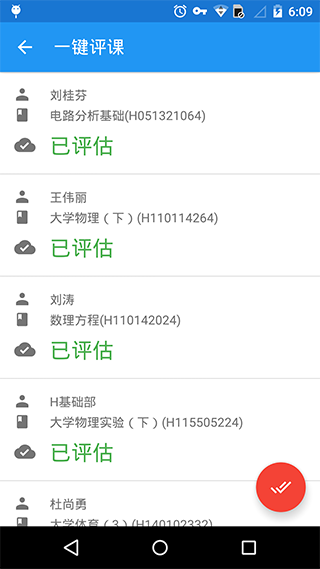 6:09
一键评课
刘桂芬
电路分析基础(H051321064)
已评估
王伟丽
大学物理（下）(H110114264)
已评估
刘涛
数理方程(H110142024)
已评估
H基础部
大学物理实验（下）(H115505224)
已评估
杜尚勇
大学体育（3）(H140102332)